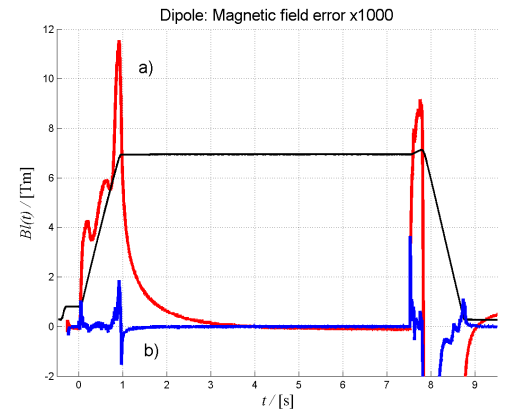 Dipole: Magnetic field error x1000
12
10
8
6
4
2
0
-2
Bl(t) / [Tm]
a)
b)
0 1 2 3 4 5 6 7 8 9
t / [s]